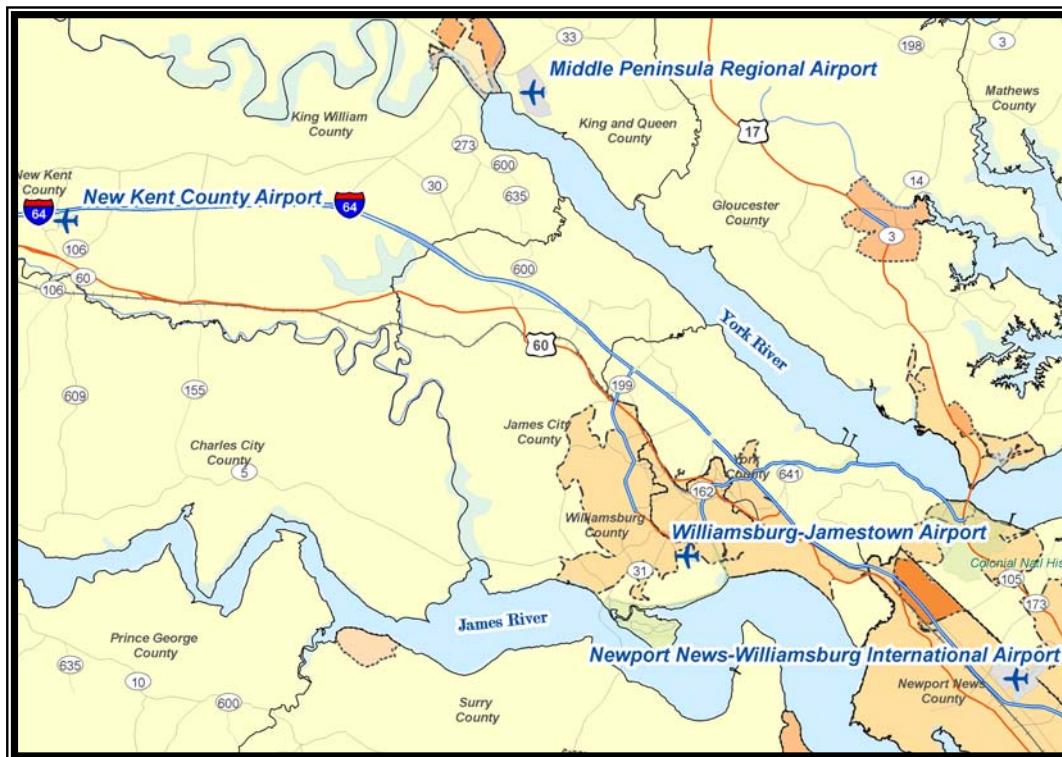 33
198
3
Middle Peninsula Regional Airport
Mathews
County
King William
County
King and Queen
County
17
273
600
New Kent
County
New Kent County Airport
64
64
30
635
14
Gloucester
County
3
106
60
106
600
York River
60
199
155
609
James City
County
Charles City
County
5
York
County
641
162
Williamsburg
County
Williamsburg-Jamestown Airport
31
Colonial Natl His
105
173
James River
Prince George
County
635
10
600
Surry
County
Newport News-Williamsburg International Airport
Newport News
County